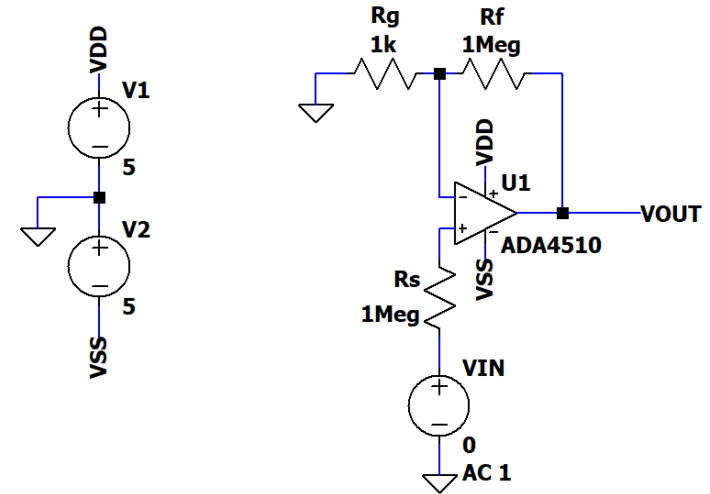 VDD
V1
5
V2
5
VSS
Rg
1k
Rf
1Meg
VDD
U1
ADA4510
VSS
VOUT
Rs
1Meg
VIN
0
AC 1